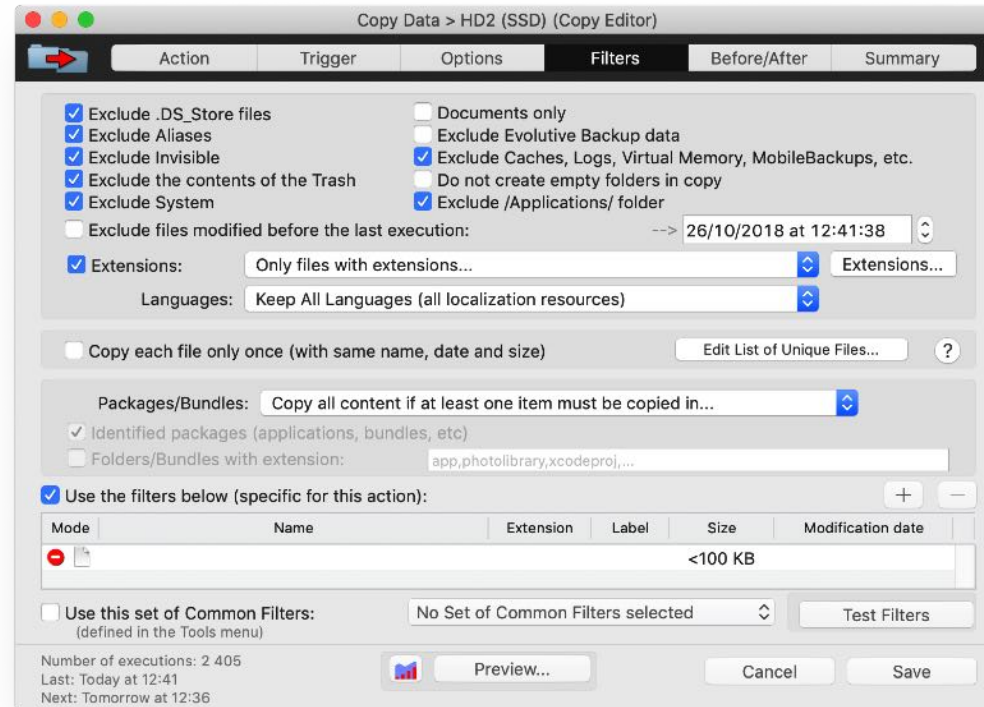 Copy Data > HD2 (SSD) (Copy Editor)
Action Trigger Options Filters Before/After Summary
Exclude .DS_Store files
Exclude Aliases
Exclude Invisible
Exclude the contents of the Trash
Exclude System
Documents only
Exclude Evolutive Backup data
Exclude Caches, Logs, Virtual Memory, MobileBackups, etc.
Do not create empty folders in copy
Exclude /Applications/ folder
Exclude files modified before the last execution: --> 26/10/2018 at 12:41:38
Extensions: Only files with extensions... Extensions...
Languages: Keep All Languages (all localization resources)
Copy each file only once (with same name, date and size) Edit List of Unique Files... ?
Packages/Bundles: Copy all content if at least one item must be copied in...
Identified packages (applications, bundles, etc)
Folders/Bundles with extension: app,photolibrary,xcodeproj,...
Use the filters below (specific for this action): + −
Mode Name Extension Label Size Modification date
<100 KB
Use this set of Common Filters: No Set of Common Filters selected Test Filters
(defined in the Tools menu)
Number of executions: 2 405
Last: Today at 12:41
Next: Tomorrow at 12:36
Preview... Cancel Save